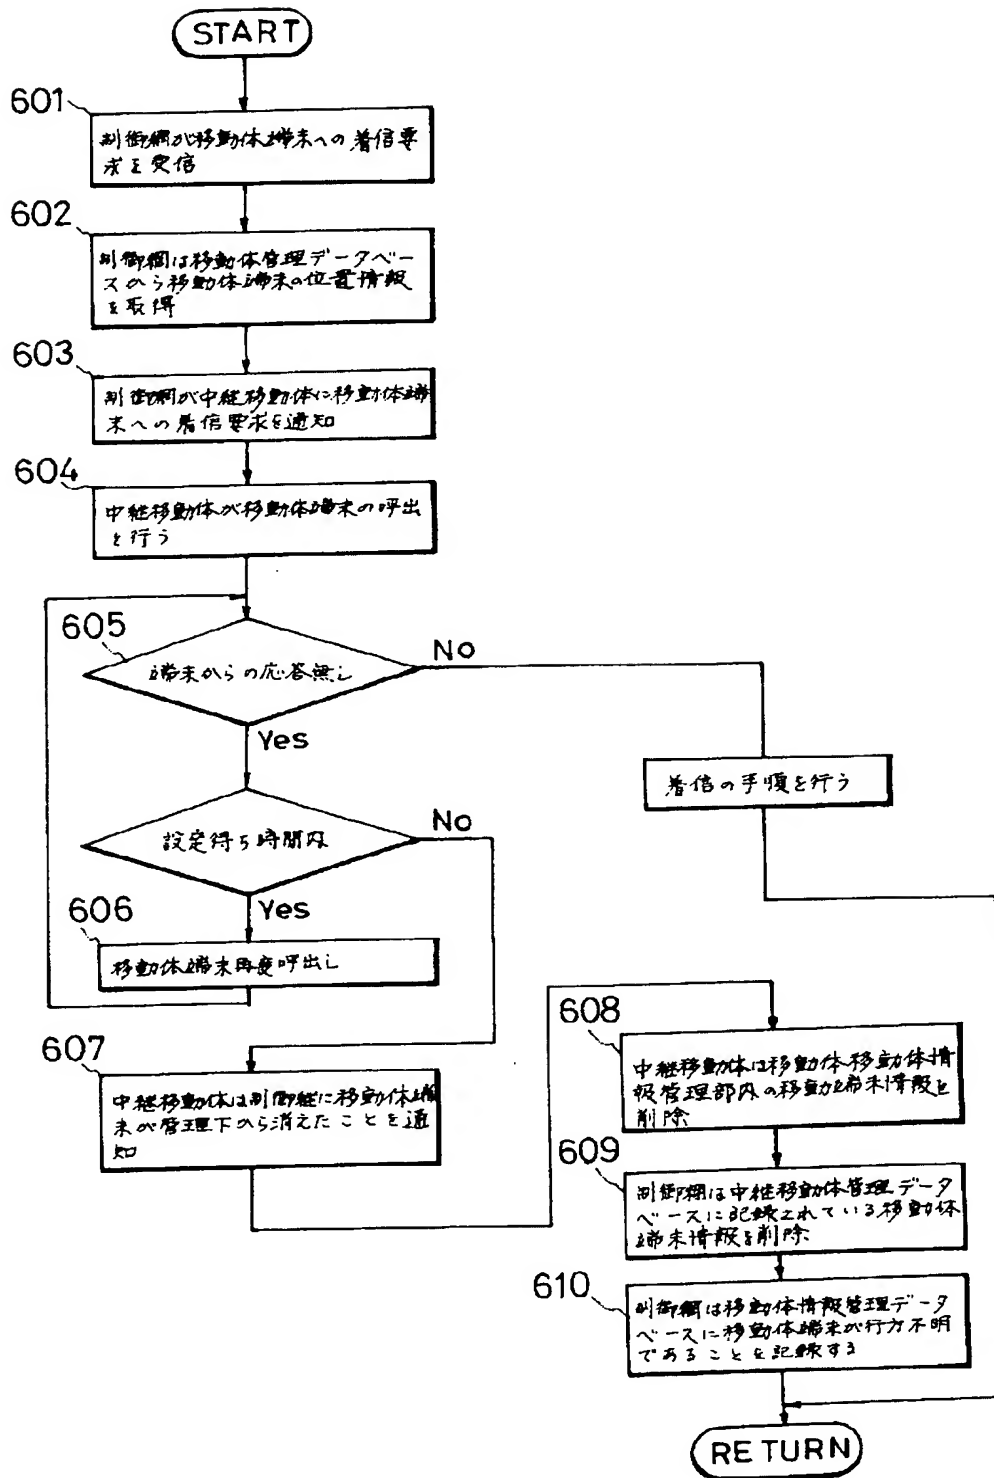 START
601
制御網が移動体端末への着信要
求を受信
602
制御網は移動体管理データベー
スから移動体端末の位置情報
を取得
603
制御網が中継移動体に移動体端
末への着信要求を通知
604
中継移動体が移動体端末の呼出
を行う
605
端末からの応答無し
No
Yes
着信の手順を行う
設定待ち時間内
No
Yes
606
移動体端末再度呼出し
607
中継移動体は制御継に移動体端
末が管理下から消えたことを通
知
608
中継移動体は移動体移動体情
報管理部内の移動体端末情報を
削除
609
制御網は中継移動体管理データ
ベースに記録されている移動体
端末情報を削除
610
制御網は移動体情報管理データ
ベースに移動体端末が行方不明
であることを記録する
RETURN